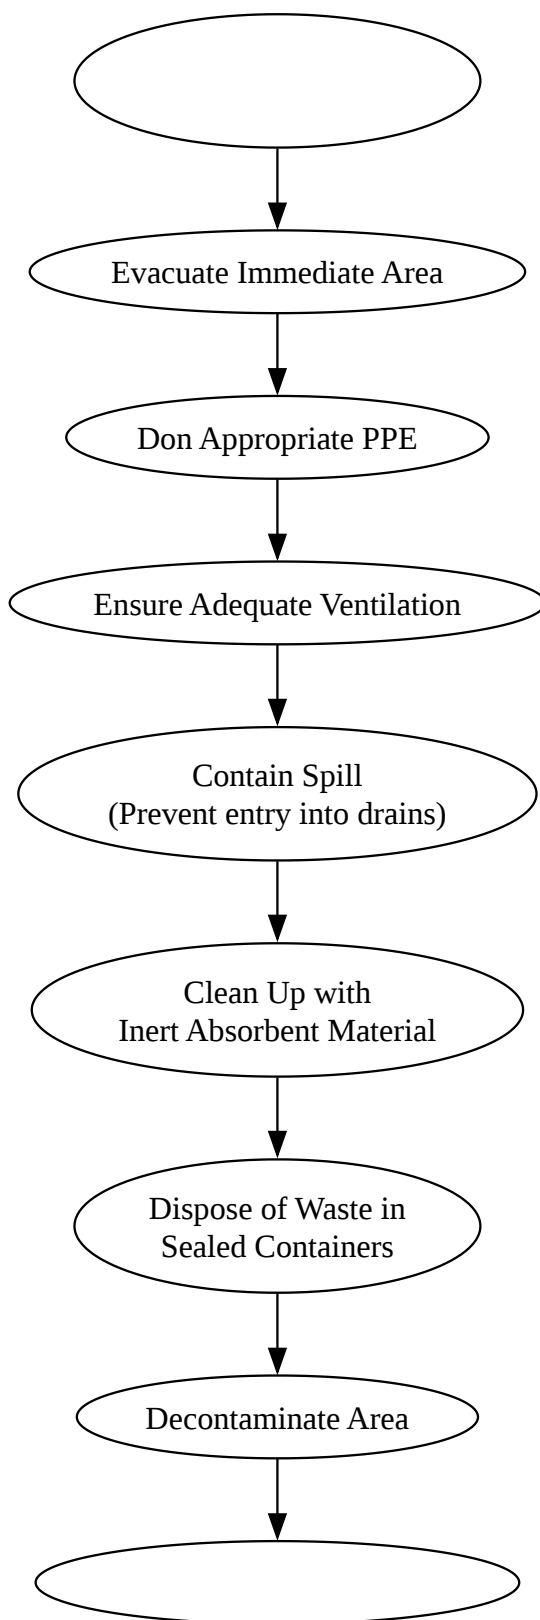 Evacuate Immediate Area
Don Appropriate PPE
Ensure Adequate Ventilation
Contain Spill
(Prevent entry into drains)
Clean Up with
Inert Absorbent Material
Dispose of Waste in
Sealed Containers
Decontaminate Area